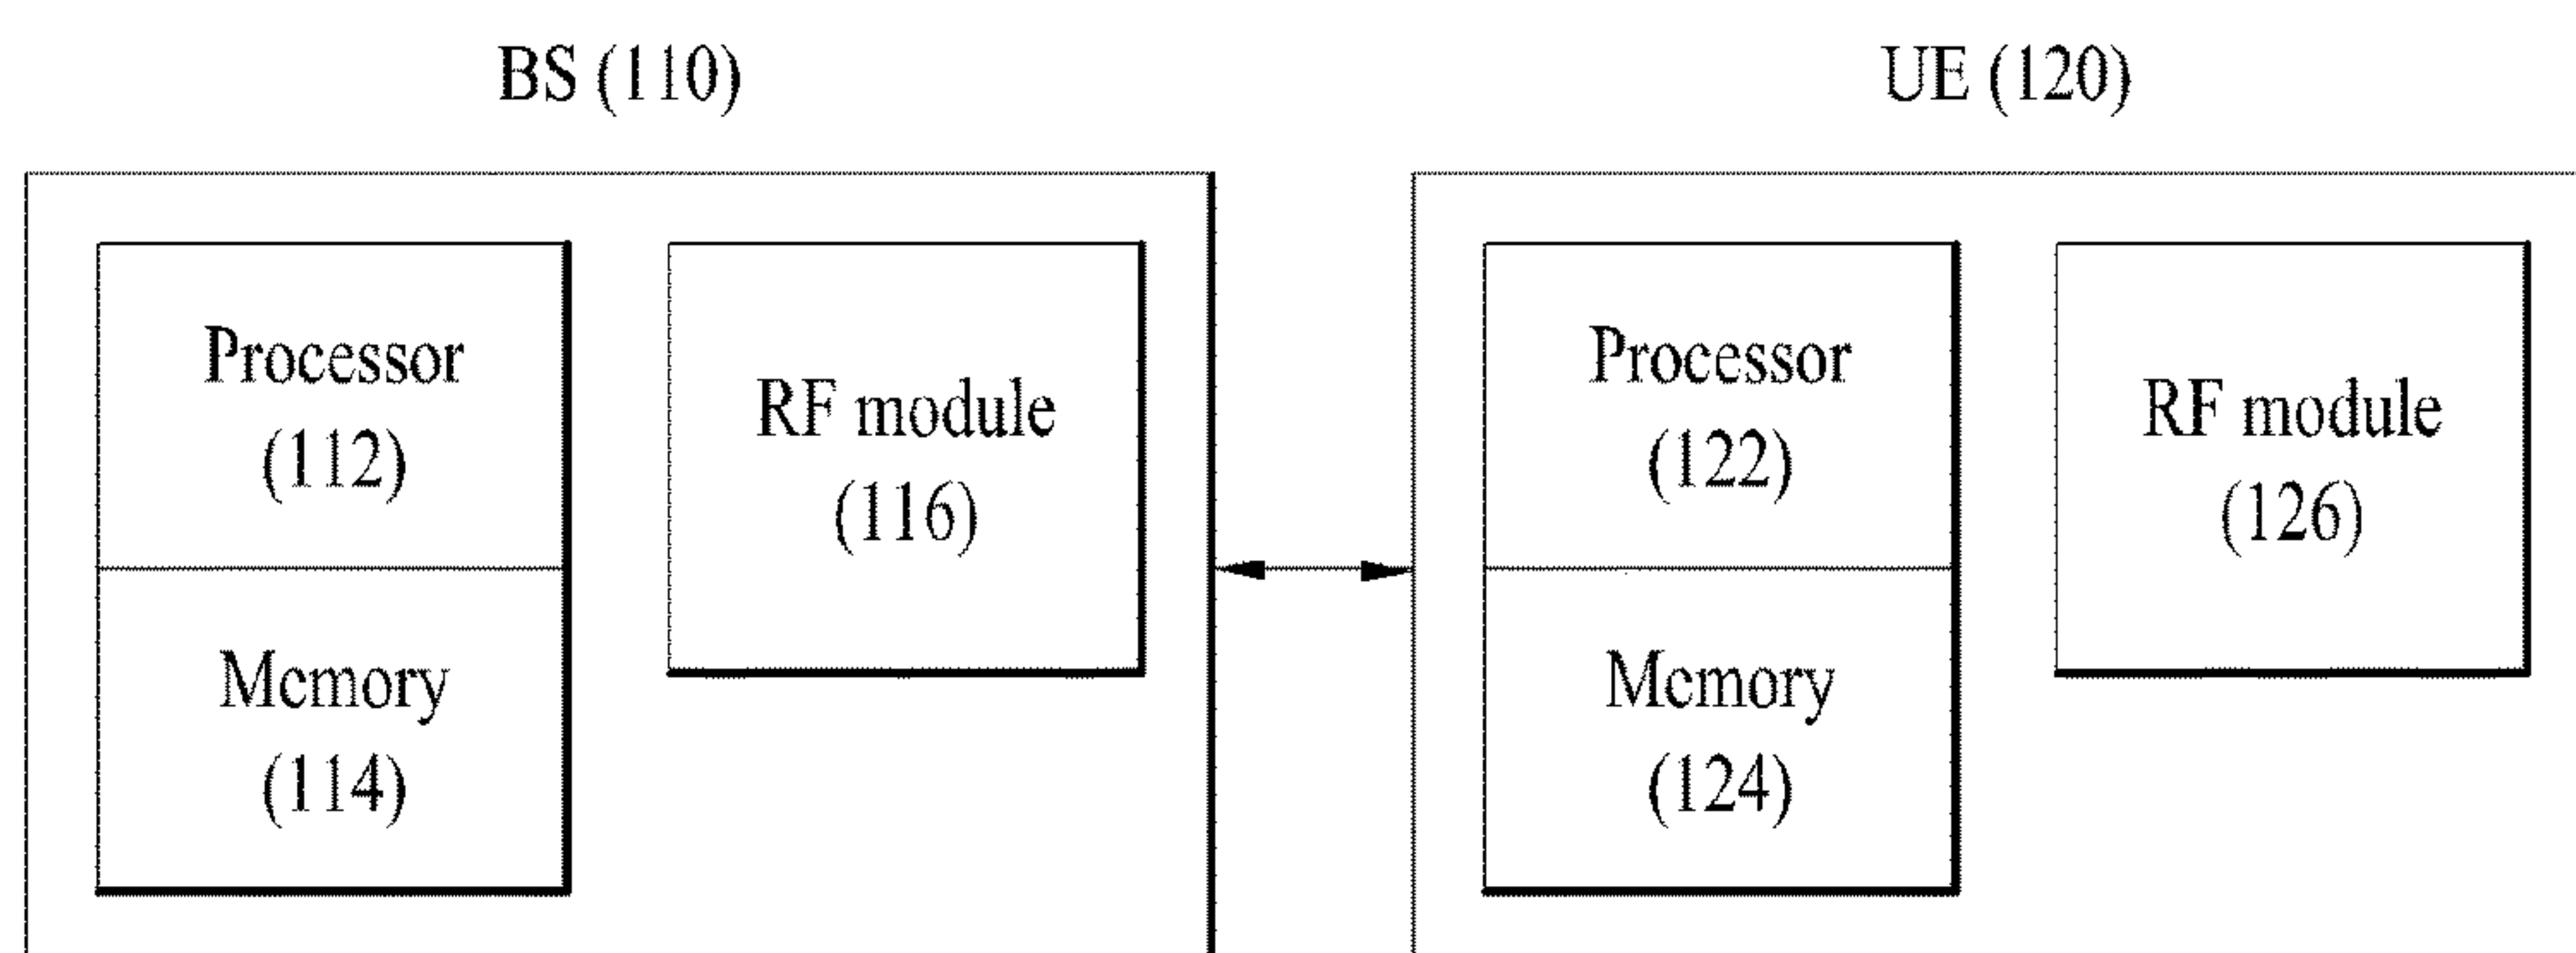 BS (110)
UE (120)
Processor
(112)
RF module
(116)
Memory
(114)
Processor
(122)
RF module
(126)
Memory
(124)